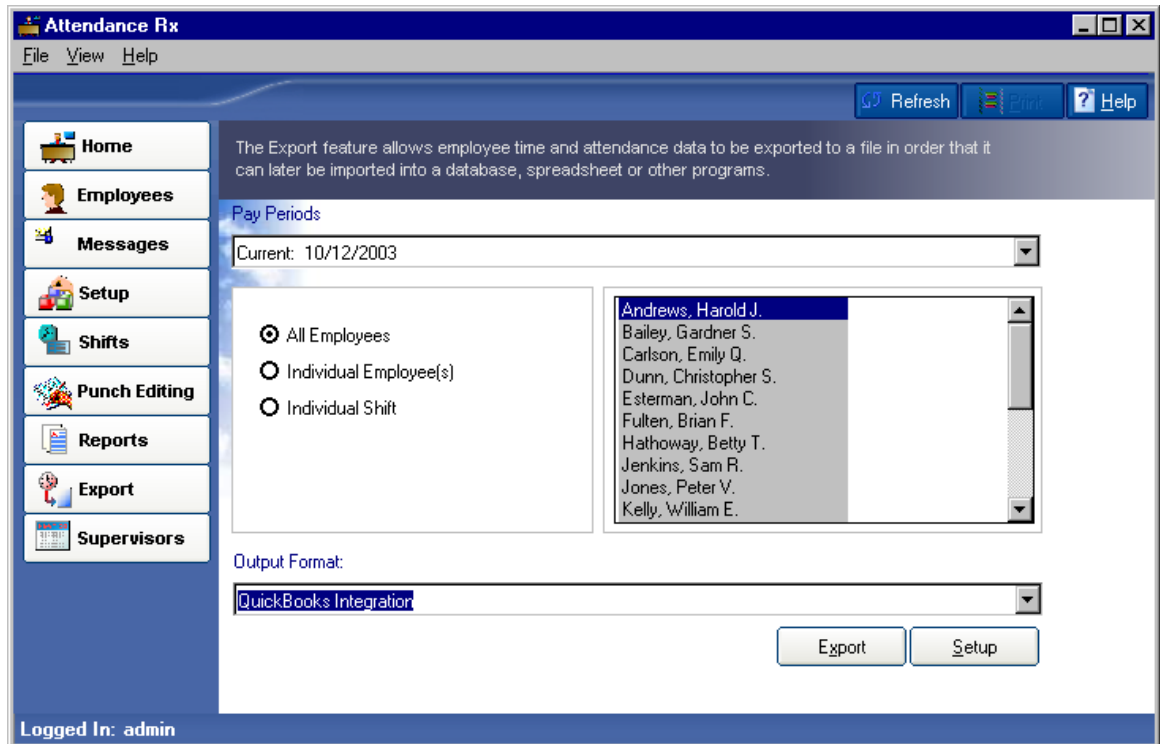 Attendance Rx
File View Help
Refresh Print Help
Home
Employees
Messages
Setup
Shifts
Punch Editing
Reports
Export
Supervisors
The Export feature allows employee time and attendance data to be exported to a file in order that it
can later be imported into a database, spreadsheet or other programs.
Pay Periods
Current: 10/12/2003
All Employees
Individual Employee(s)
Individual Shift
Andrews, Harold J.
Bailey, Gardner S.
Carlson, Emily Q.
Dunn, Christopher S.
Esterman, John C.
Fulten, Brian F.
Hathoway, Betty T.
Jenkins, Sam R.
Jones, Peter V.
Kelly, William E.
Output Format:
QuickBooks Integration
Export Setup
Logged In: admin